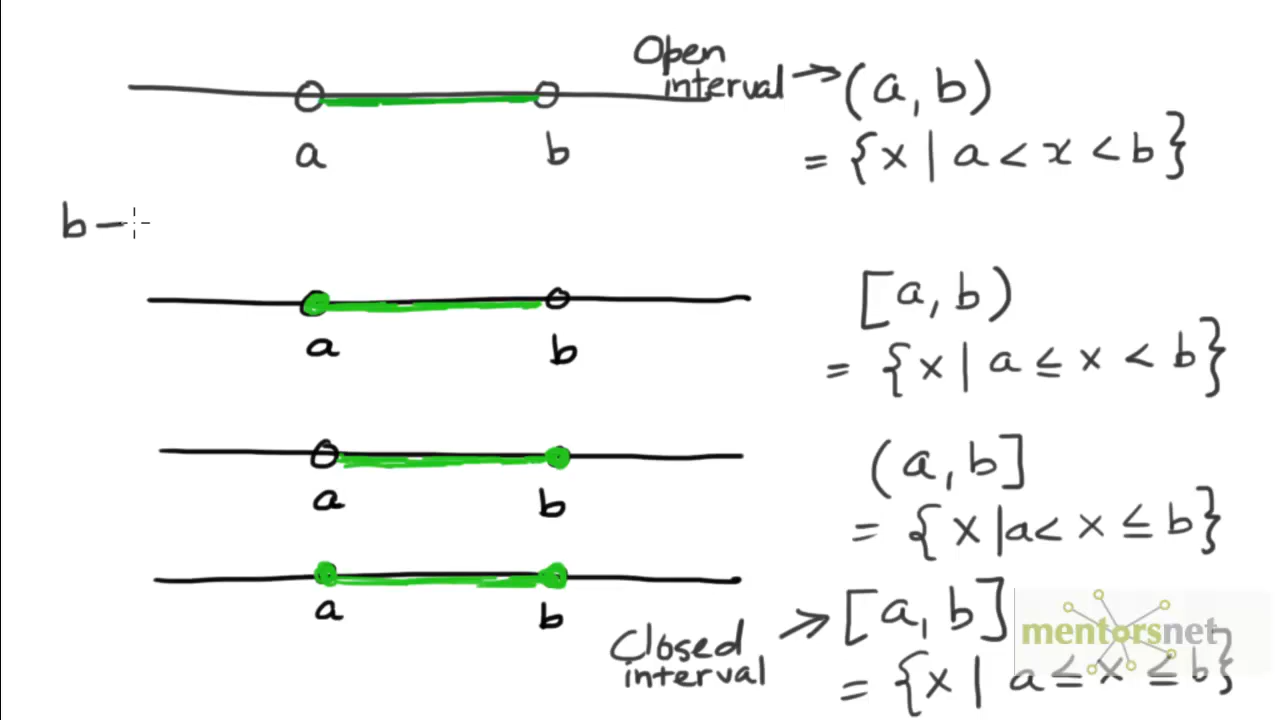 Open
interval → (a, b)
a b
= {x | a < x < b}
b –
[a, b)
a b
= {x | a ≤ x < b}
(a, b]
a b
= {x | a < x ≤ b}
[a, b]
a b
Closed
interval →
mentorsnet
= {x | a ≤ x ≤ b}